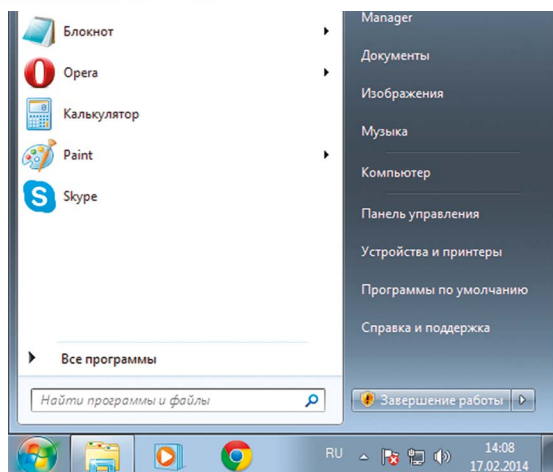 Блокнот
Opera
Калькулятор
Paint
Skype
Все программы
Найти программы и файлы
Manager
Документы
Изображения
Музыка
Компьютер
Панель управления
Устройства и принтеры
Программы по умолчанию
Справка и поддержка
Завершение работы
RU
14:08
17.02.2014